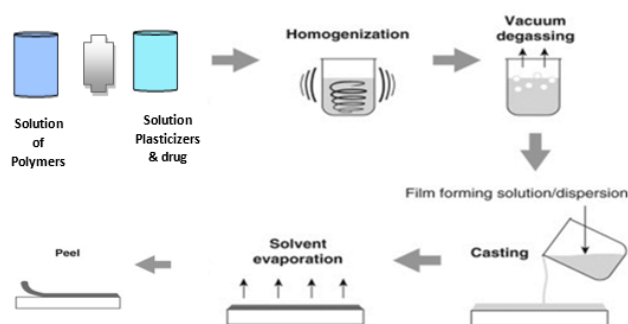 Solution
of
Polymers
Solution
Plasticizers
& drug
Homogenization
Vacuum
degassing
Film forming solution/dispersion
Casting
Solvent
evaporation
Peel